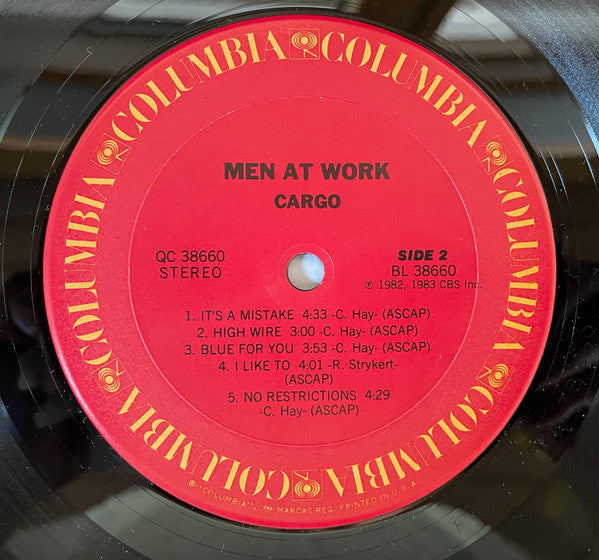 COLUMBIA COLUMBIA COLUMBIA COLUMBIA COLUMBIA COLUMBIA COLUMBIA COLUMBIA
MEN AT WORK
CARGO
QC 38660
STEREO
SIDE 2
BL 38660
℗ 1982, 1983 CBS Inc.
1. IT'S A MISTAKE 4:33 -C. Hay- (ASCAP)
2. HIGH WIRE 3:00 -C. Hay- (ASCAP)
3. BLUE FOR YOU 3:53 -C. Hay- (ASCAP)
4. I LIKE TO 4:01 -R. Strykert-
(ASCAP)
5. NO RESTRICTIONS 4:29
-C. Hay- (ASCAP)
®"COLUMBIA", MARCAS REG. PRINTED IN U.S.A.